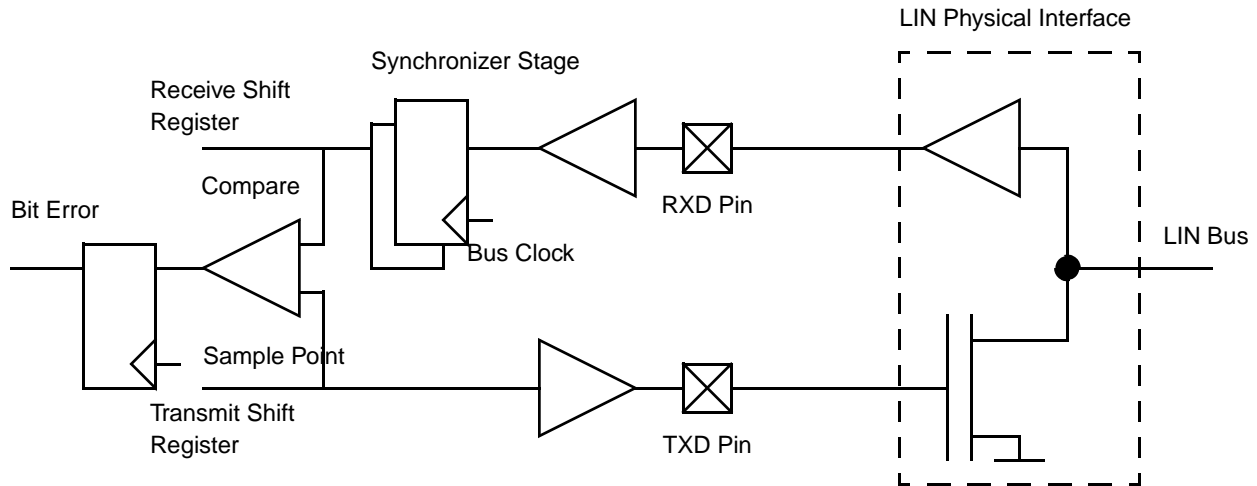 LIN Physical Interface
Synchronizer Stage
Receive Shift
Register
Compare
RXD Pin
Bit Error
Bus Clock
LIN Bus
Sample Point
Transmit Shift
Register
TXD Pin